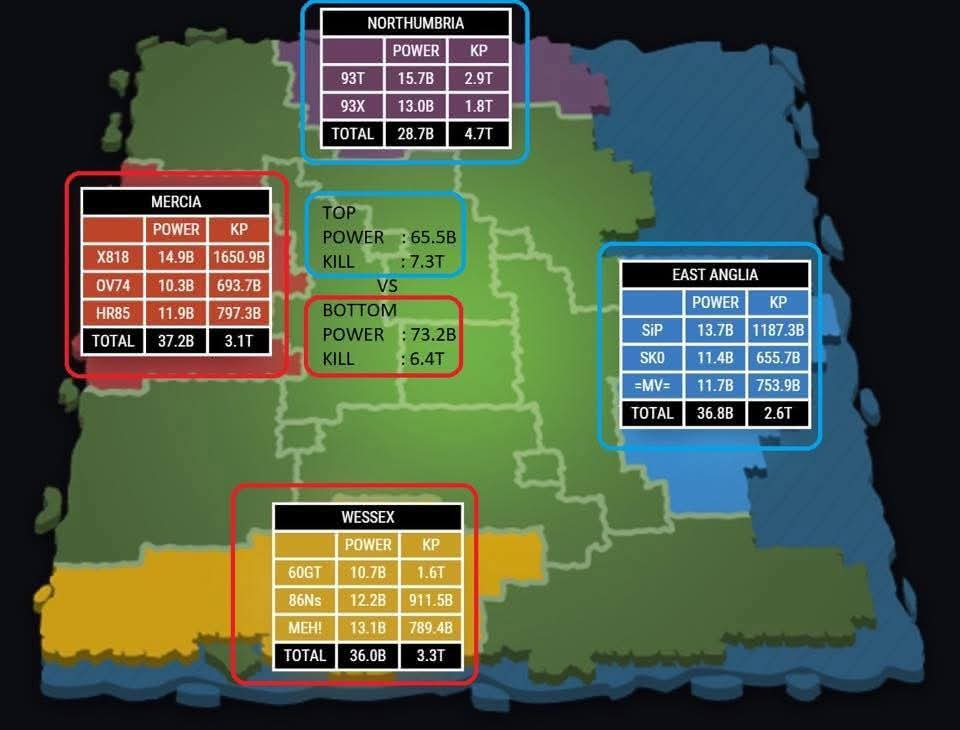 NORTHUMBRIA
POWER KP
93T 15.7B 2.9T
93X 13.0B 1.8T
TOTAL 28.7B 4.7T
MERCIA
POWER KP
X818 14.9B 1650.9B
OV74 10.3B 693.7B
HR85 11.9B 797.3B
TOTAL 37.2B 3.1T
TOP
POWER : 65.5B
KILL : 7.3T
VS
BOTTOM
POWER : 73.2B
KILL : 6.4T
EAST ANGLIA
POWER KP
SiP 13.7B 1187.3B
SK0 11.4B 655.7B
=MV= 11.7B 753.9B
TOTAL 36.8B 2.6T
WESSEX
POWER KP
60GT 10.7B 1.6T
86Ns 12.2B 911.5B
MEH! 13.1B 789.4B
TOTAL 36.0B 3.3T